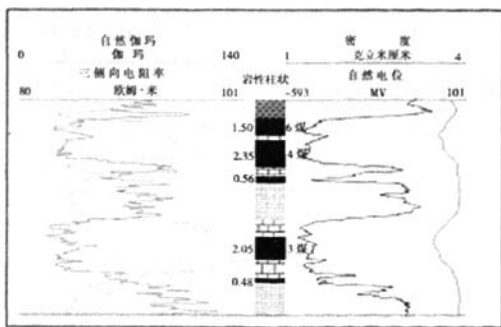 自然伽玛
0 伽玛 140
三侧向电阻率
80 欧姆·米 101
岩性柱状
密 度
1 克立米厘米 4
自然电位
-593 MV 101
1.50 6煤
2.35 4煤
0.56
2.05 3煤
0.48